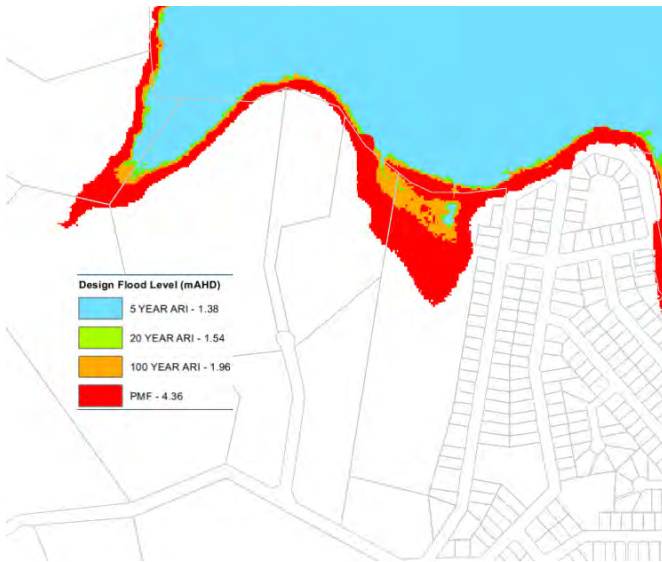 Design Flood Level (mAHD)
5 YEAR ARI - 1.38
20 YEAR ARI - 1.54
100 YEAR ARI - 1.96
PMF - 4.36